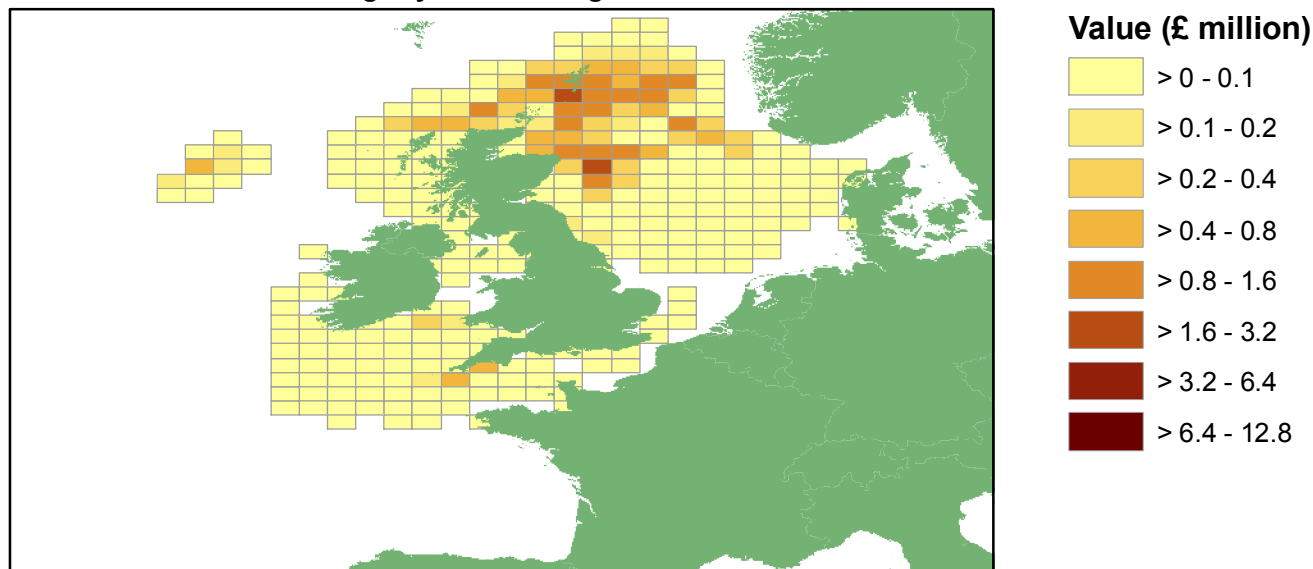 Value (£ million)
> 0 - 0.1
> 0.1 - 0.2
> 0.2 - 0.4
> 0.4 - 0.8
> 0.8 - 1.6
> 1.6 - 3.2
> 3.2 - 6.4
> 6.4 - 12.8